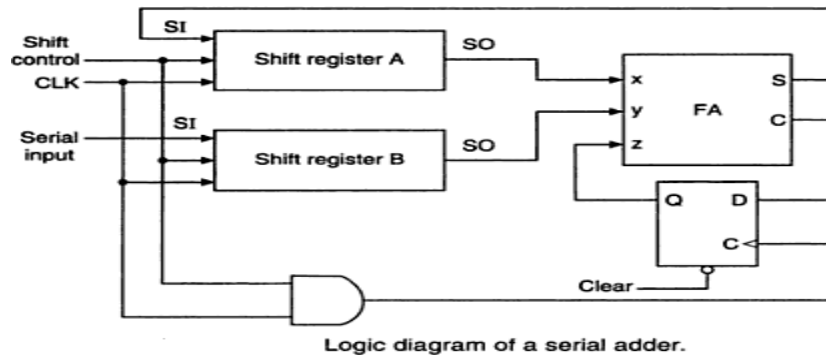 SI
Shift
control
CLK
Shift register A
SO
x
y
z
S
C
FA
Serial
input
SI
Shift register B
SO
Q
D
C
Clear
Logic diagram of a serial adder.